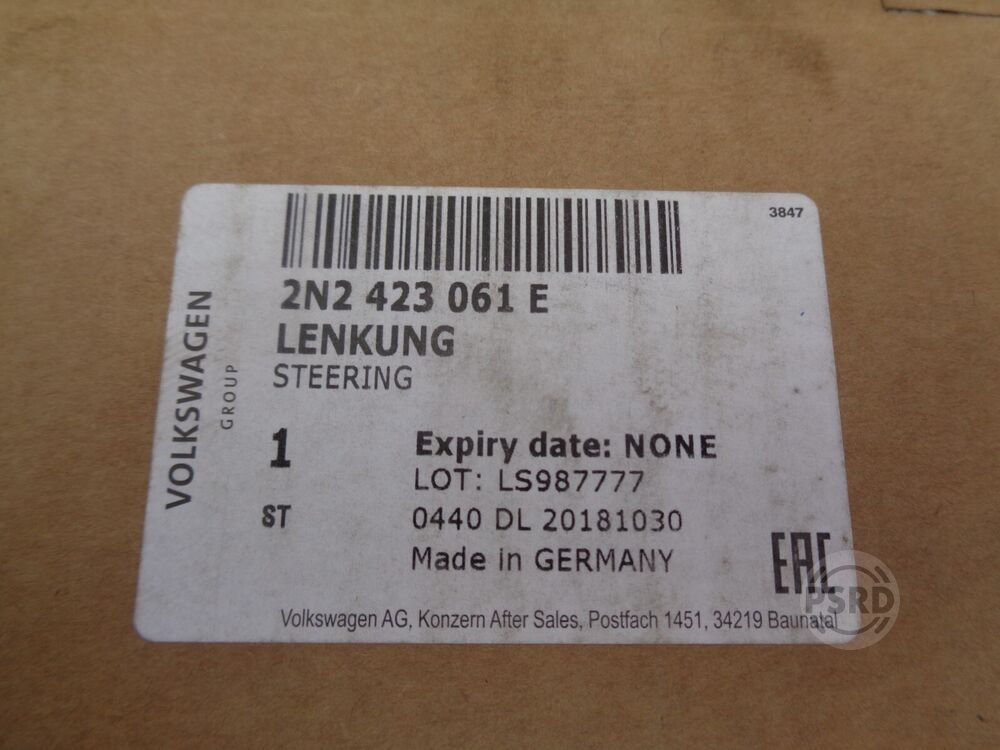 3847
2N2 423 061 E
LENKUNG
STEERING
VOLKSWAGEN
GROUP
1
ST
Expiry date: NONE
LOT: LS987777
0440 DL 20181030
Made in GERMANY
EAC
PSRD
Volkswagen AG, Konzern After Sales, Postfach 1451, 34219 Baunatal